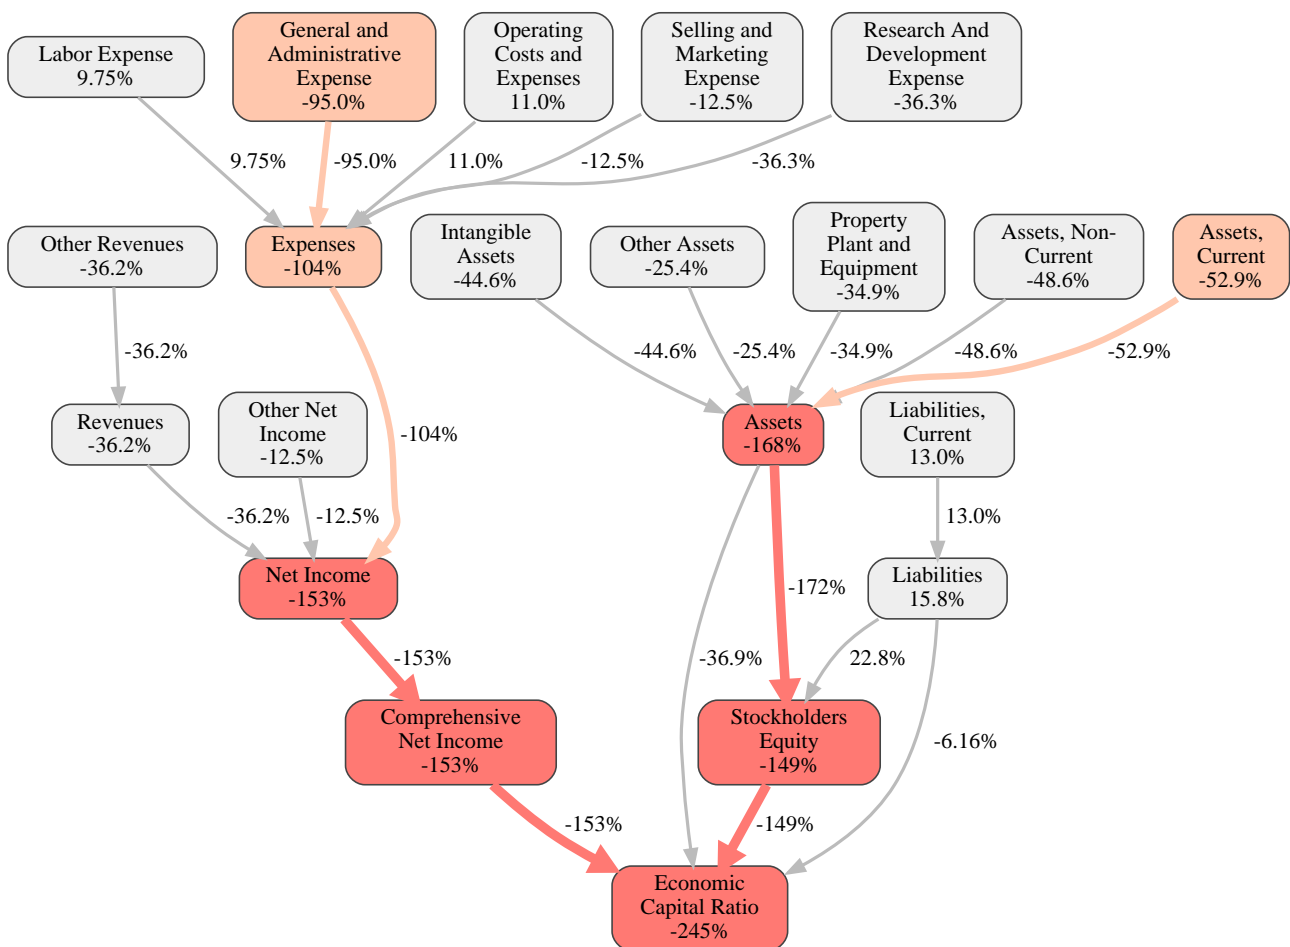 Labor Expense
9.75%
General and
Administrative
Expense
-95.0%
Operating
Costs and
Expenses
11.0%
Selling and
Marketing
Expense
-12.5%
Research And
Development
Expense
-36.3%
9.75%
-95.0%
11.0%
-12.5%
-36.3%
Other Revenues
-36.2%
Expenses
-104%
Intangible
Assets
-44.6%
Other Assets
-25.4%
Property
Plant and
Equipment
-34.9%
Assets, Non-
Current
-48.6%
Assets,
Current
-52.9%
-36.2%
-44.6%
-25.4%
-34.9%
-48.6%
-52.9%
Revenues
-36.2%
Other Net
Income
-12.5%
-104%
Assets
-168%
Liabilities,
Current
13.0%
-36.2%
-12.5%
13.0%
Net Income
-153%
-172%
Liabilities
15.8%
-153%
-36.9%
22.8%
Comprehensive
Net Income
-153%
Stockholders
Equity
-149%
-6.16%
-153%
-149%
Economic
Capital Ratio
-245%